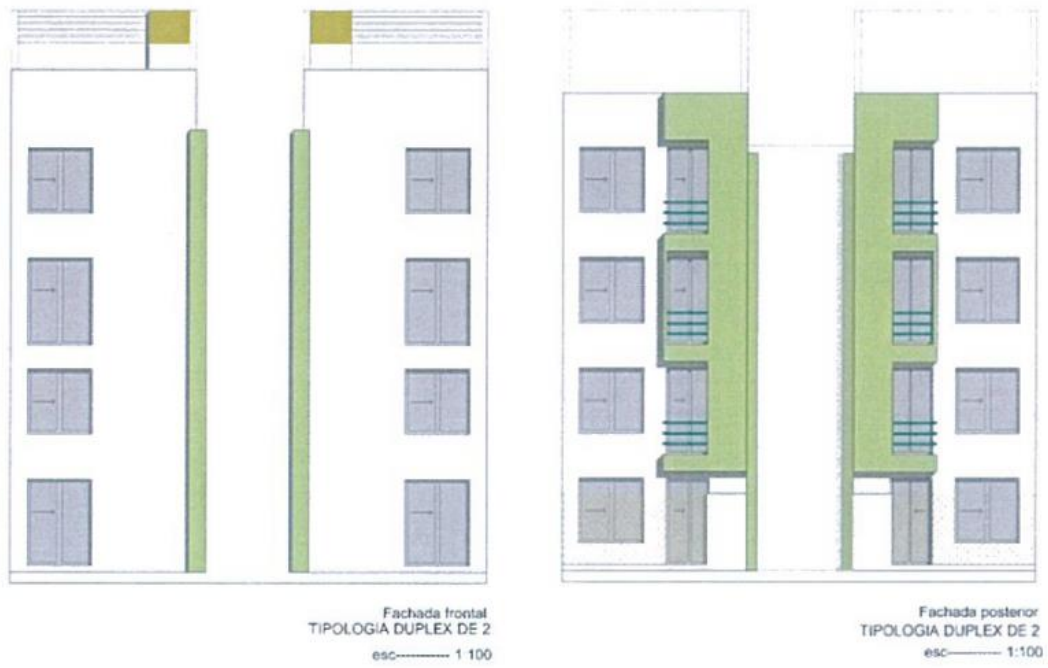 Fachada frontal
TIPOLOGIA DUPLEX DE 2
esc----------- 1 100
Fachada posterior
TIPOLOGIA DUPLEX DE 2
esc----------- 1:100